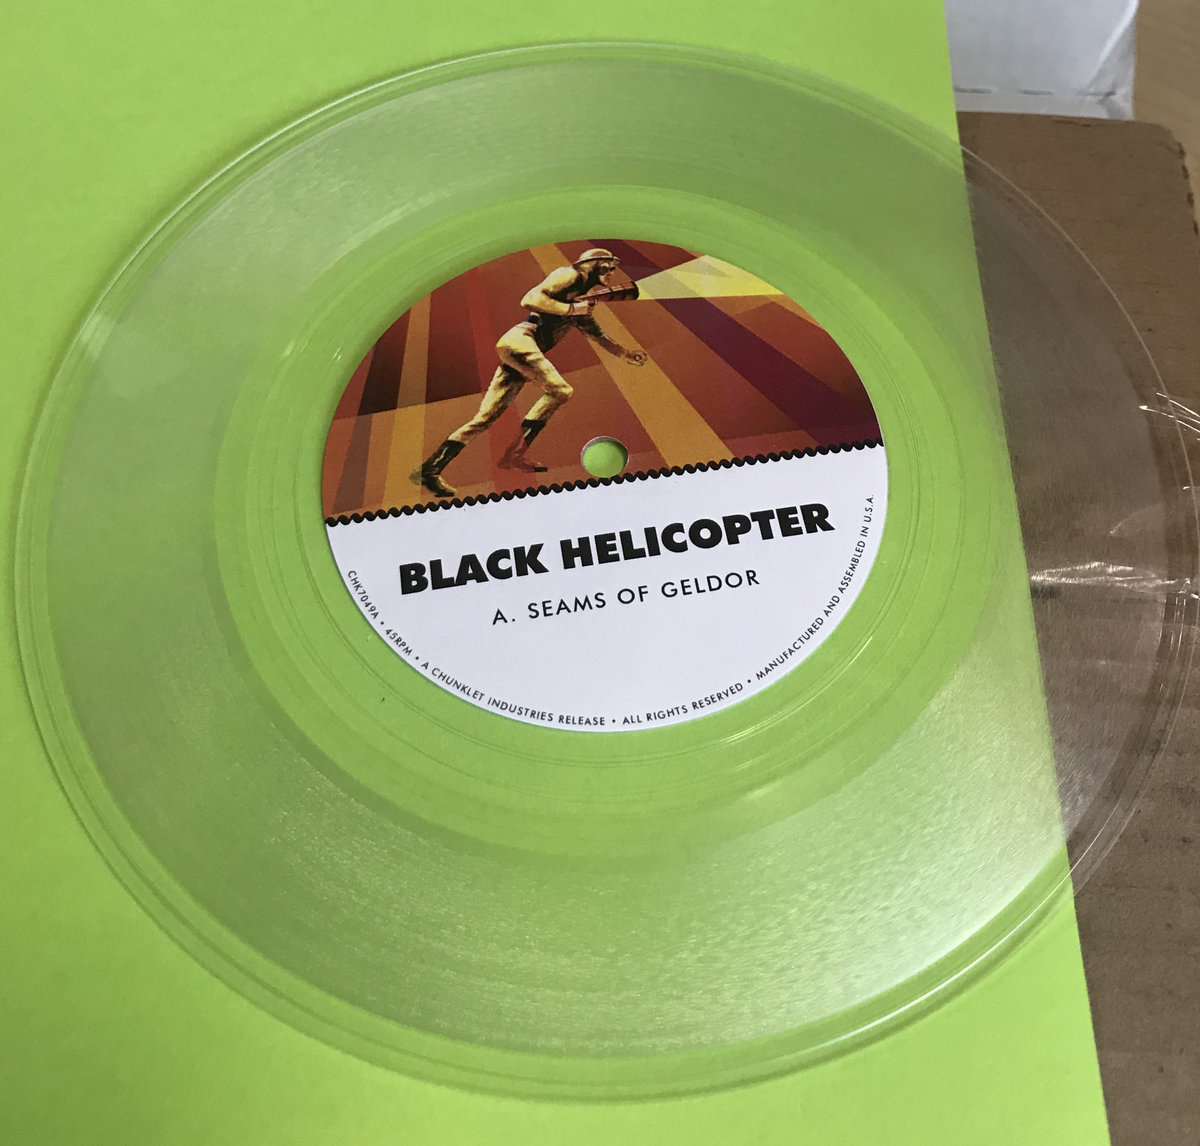 BLACK HELICOPTER
A. SEAMS OF GELDOR
CHK7049A • 45RPM • A CHUNKLET INDUSTRIES RELEASE • ALL RIGHTS RESERVED • MANUFACTURED AND ASSEMBLED IN U.S.A.